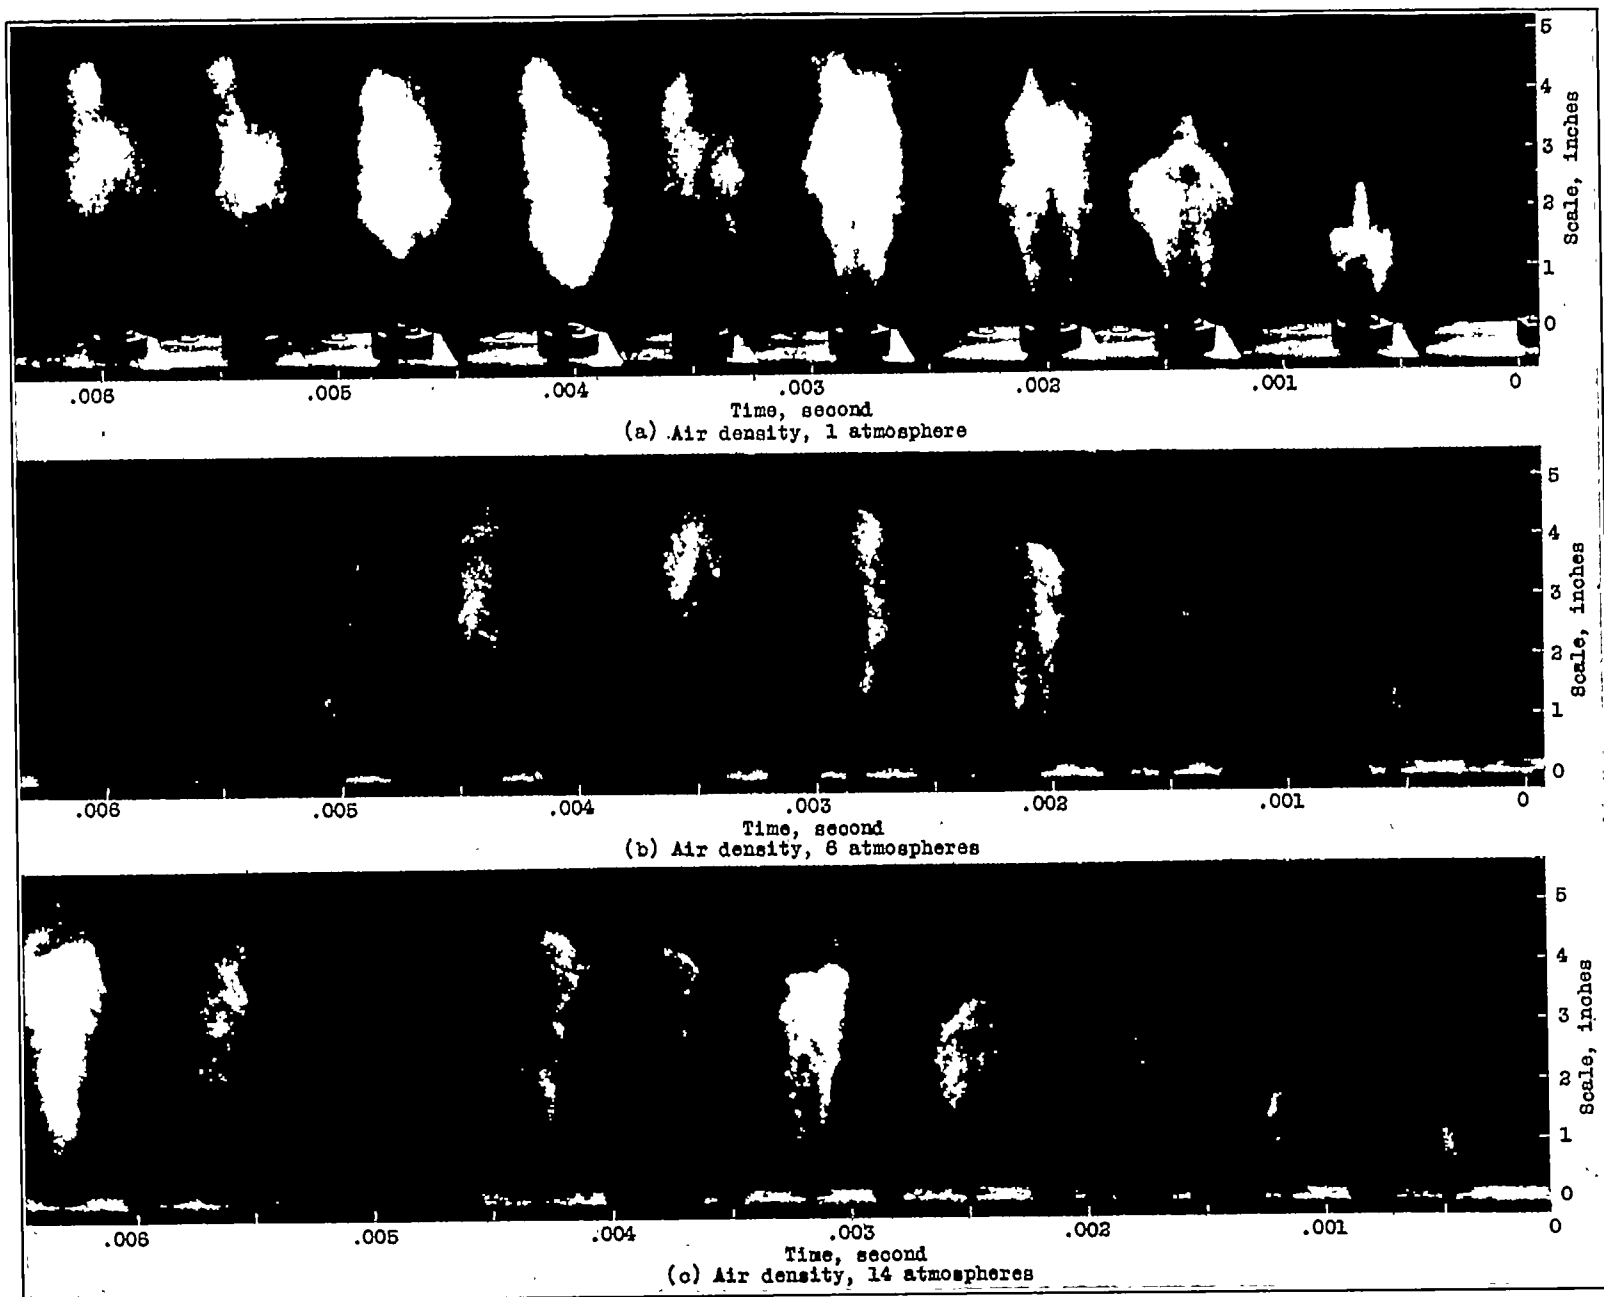 5
4
3
2
1
0
Scale, inches
.006 .005 .004 .003 .002 .001 0
Time, second
(a) Air density, 1 atmosphere
5
4
3
2
1
0
Scale, inches
.006 .005 .004 .003 .002 .001 0
Time, second
(b) Air density, 6 atmospheres
5
4
3
2
1
0
Scale, inches
.006 .005 .004 .003 .002 .001 0
Time, second
(c) Air density, 14 atmospheres